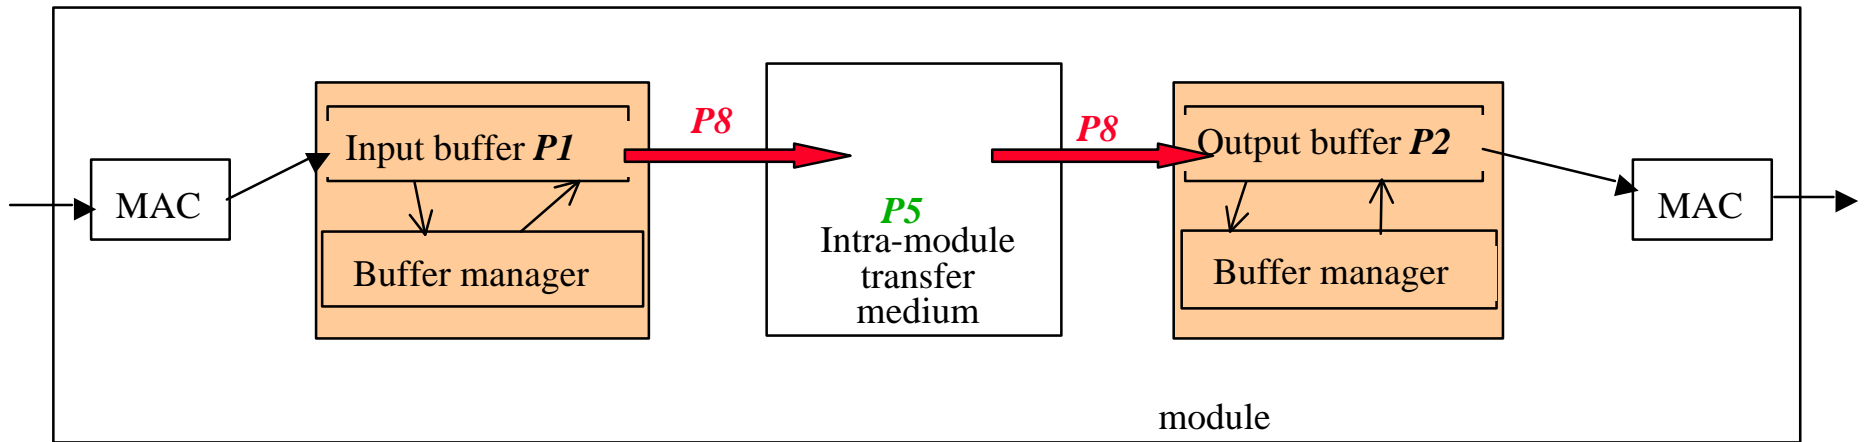 P8
P8
Input buffer P1
Output buffer P2
MAC
MAC
P5
Intra-module
transfer
medium
Buffer manager
Buffer manager
module